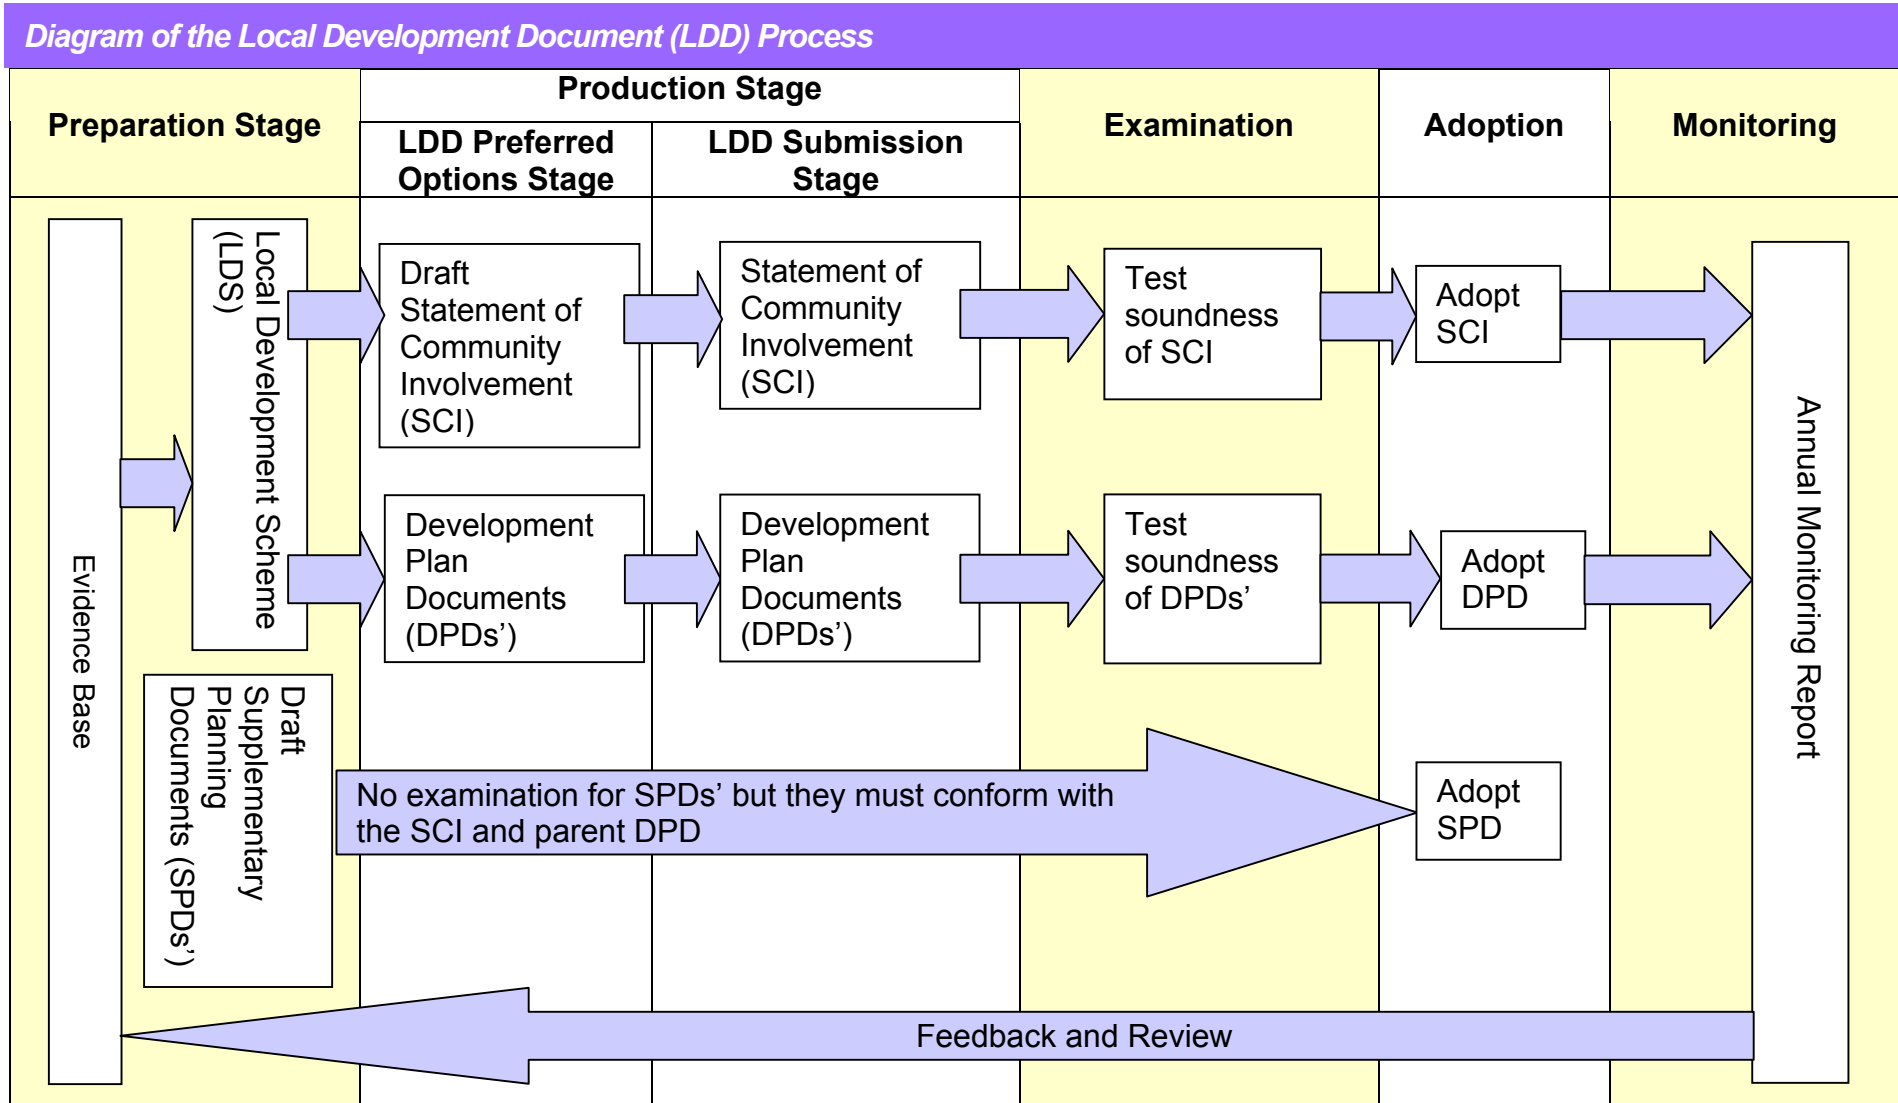 Diagram of the Local Development Document (LDD) Process
Preparation Stage
Production Stage
LDD Preferred
Options Stage
LDD Submission
Stage
Examination
Adoption
Monitoring
Evidence Base
Local Development Scheme
(LDS)
Draft
Statement of
Community
Involvement
(SCI)
Statement of
Community
Involvement
(SCI)
Test
soundness
of SCI
Adopt
SCI
Annual Monitoring Report
Development
Plan
Documents
(DPDs’)
Development
Plan
Documents
(DPDs’)
Test
soundness
of DPDs’
Adopt
DPD
Draft
Supplementary
Planning
Documents (SPDs’)
No examination for SPDs’ but they must conform with
the SCI and parent DPD
Adopt
SPD
Feedback and Review